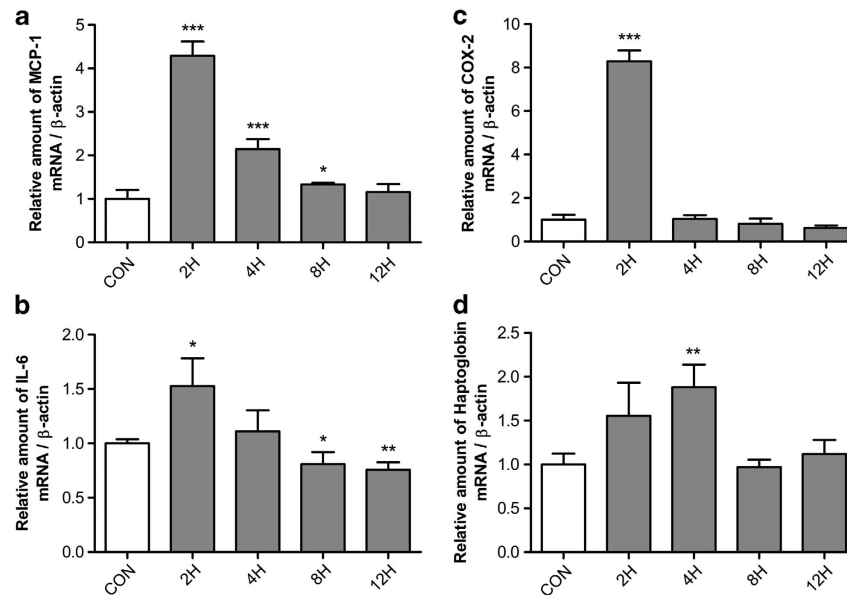 a
Relative amount of MCP-1
mRNA / β-actin
5
4
3
2
1
0
***
***
*
CON
2H
4H
8H
12H
c
Relative amount of COX-2
mRNA / β-actin
10
8
6
4
2
0
***
CON
2H
4H
8H
12H
b
Relative amount of IL-6
mRNA / β-actin
2.0
1.5
1.0
0.5
0.0
*
*
**
CON
2H
4H
8H
12H
d
Relative amount of Haptoglobin
mRNA / β-actin
2.5
2.0
1.5
1.0
0.5
0.0
**
CON
2H
4H
8H
12H